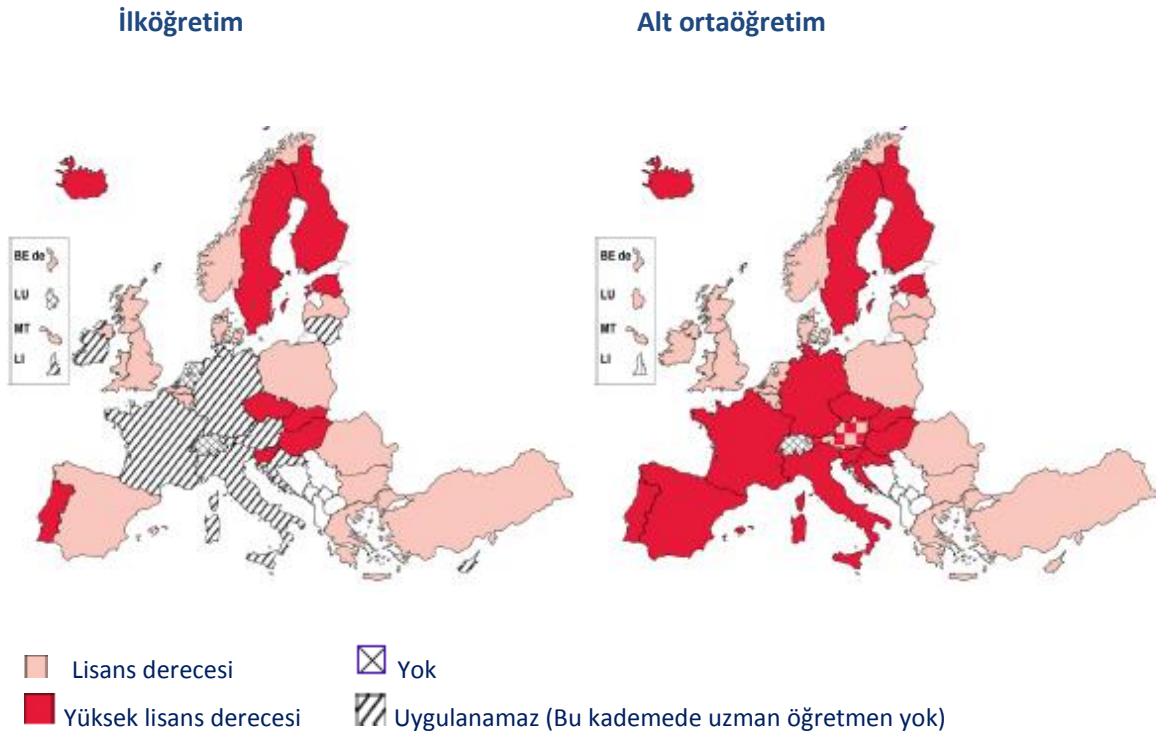 İlköğretim
Alt ortaöğretim
BE de
LU
MT
LI
BE de
LU
MT
LI
Lisans derecesi
Yok
Yüksek lisans derecesi
Uygulanamaz (Bu kademede uzman öğretmen yok)